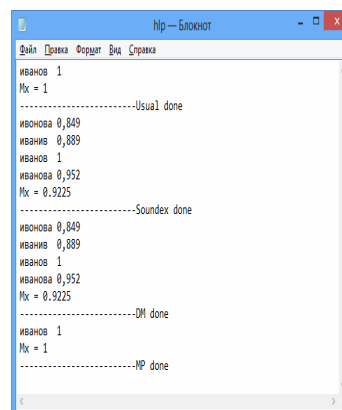 hlp — Блокнот
Файл Правка Формат Вид Справка
иванов 1
Mx = 1
------------------------Usual done
ивонова 0,849
иванив 0,889
иванов 1
иванова 0,952
Mx = 0.9225
------------------------Soundex done
ивонова 0,849
иванив 0,889
иванов 1
иванова 0,952
Mx = 0.9225
------------------------DM done
иванов 1
Mx = 1
------------------------MP done